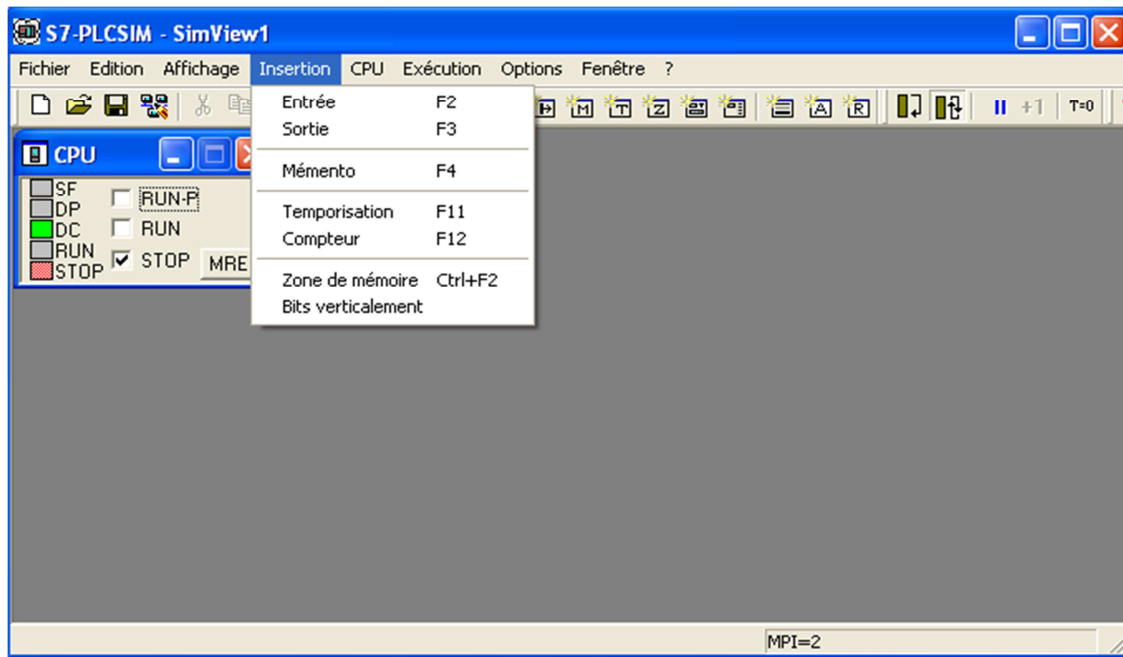 S7-PLCSIM - SimView1
Fichier Edition Affichage Insertion CPU Exécution Options Fenêtre ?
+1 T=0
Entrée F2
Sortie F3
Mémento F4
Temporisation F11
Compteur F12
Zone de mémoire Ctrl+F2
Bits verticalement
CPU
SF
DP
DC
RUN
STOP
RUN-P
RUN
STOP
MRE
MPI=2